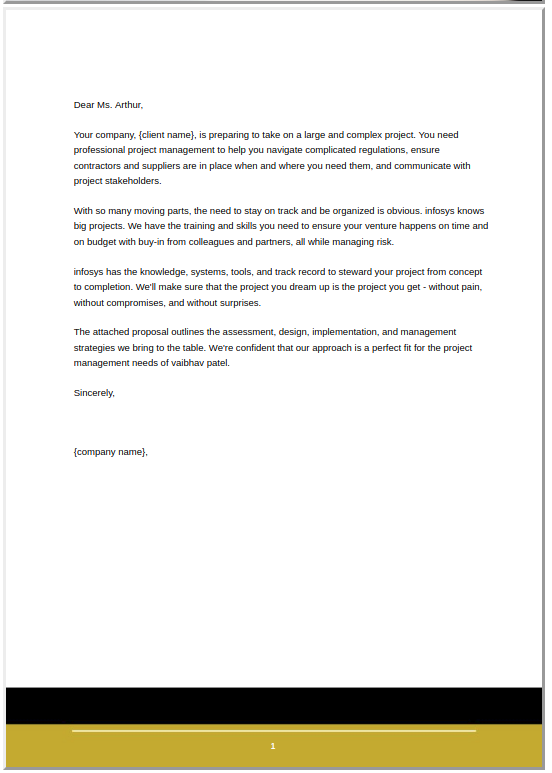 Dear Ms. Arthur,
Your company, {client name}, is preparing to take on a large and complex project. You need
professional project management to help you navigate complicated regulations, ensure
contractors and suppliers are in place when and where you need them, and communicate with
project stakeholders.
With so many moving parts, the need to stay on track and be organized is obvious. infosys knows
big projects. We have the training and skills you need to ensure your venture happens on time and
on budget with buy-in from colleagues and partners, all while managing risk.
infosys has the knowledge, systems, tools, and track record to steward your project from concept
to completion. We'll make sure that the project you dream up is the project you get - without pain,
without compromises, and without surprises.
The attached proposal outlines the assessment, design, implementation, and management
strategies we bring to the table. We're confident that our approach is a perfect fit for the project
management needs of vaibhav patel.
Sincerely,
{company name},
1